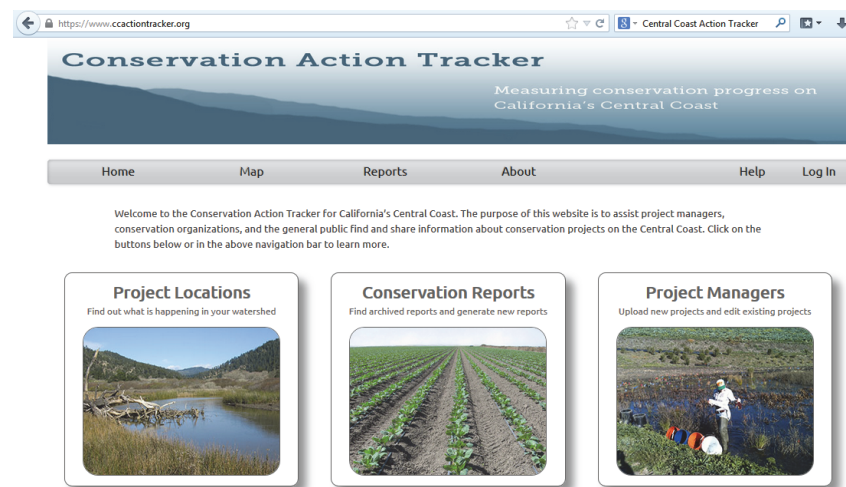 https://www.ccactiontracker.org
Central Coast Action Tracker
Conservation Action Tracker
Measuring conservation progress on
California's Central Coast
Home Map Reports About Help Log In
Welcome to the Conservation Action Tracker for California's Central Coast. The purpose of this website is to assist project managers,
conservation organizations, and the general public find and share information about conservation projects on the Central Coast. Click on the
buttons below or in the above navigation bar to learn more.
Project Locations
Find out what is happening in your watershed
Conservation Reports
Find archived reports and generate new reports
Project Managers
Upload new projects and edit existing projects